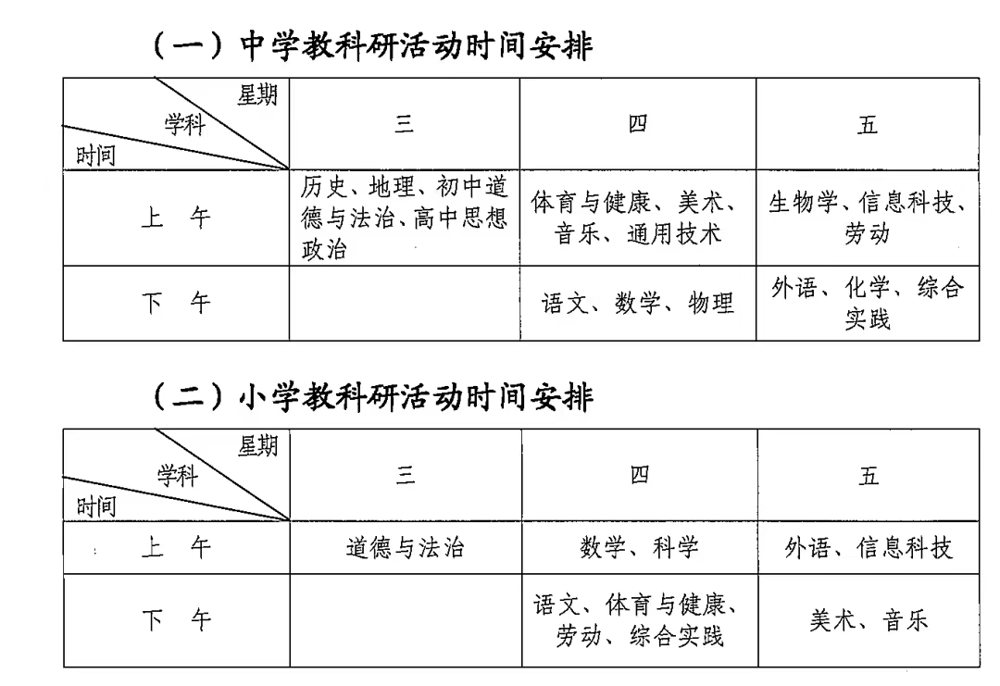 （一）中学教科研活动时间安排
星期
学科
时间
三
四
五
上 午
历史、地理、初中道
德与法治、高中思想
政治
体育与健康、美术、
音乐、通用技术
生物学、信息科技、
劳动
下 午
语文、数学、物理
外语、化学、综合
实践
（二）小学教科研活动时间安排
星期
学科
时间
三
四
五
上 午
道德与法治
数学、科学
外语、信息科技
下 午
语文、体育与健康、
劳动、综合实践
美术、音乐